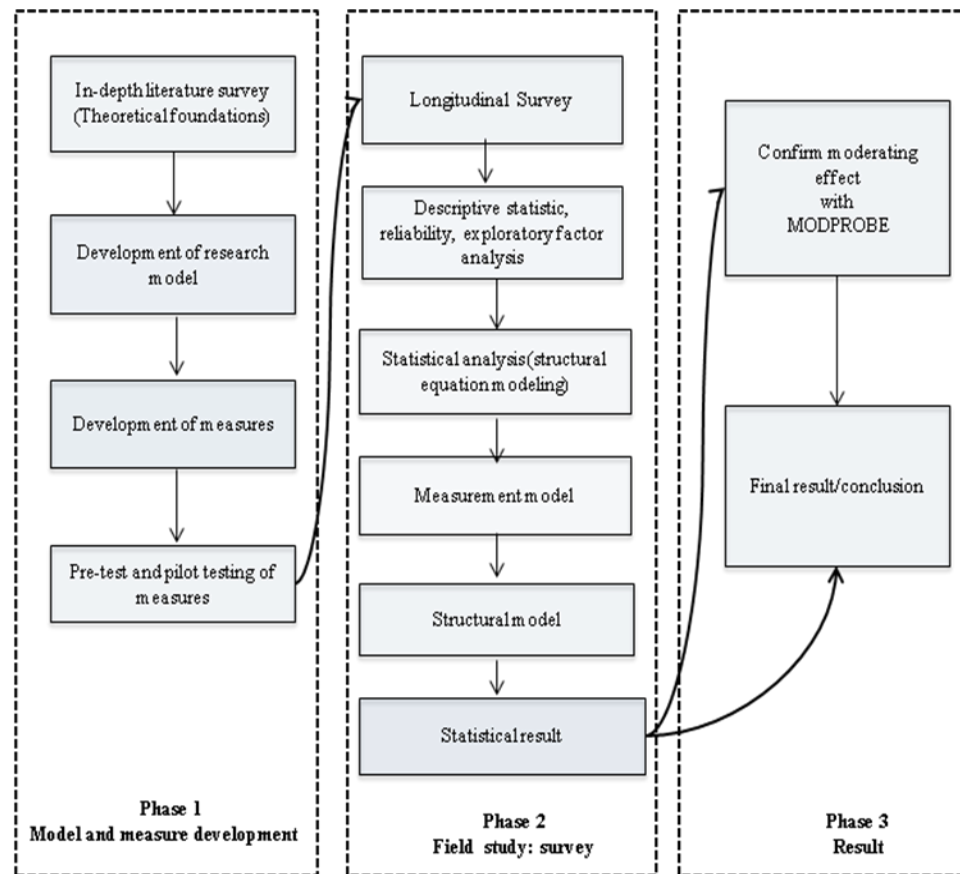 In-depth literature survey
(Theoretical foundations)
Development of research
model
Development of measures
Pre-test and pilot testing of
measures
Phase 1
Model and measure development
Longitudinal Survey
Descriptive statistic,
reliability, exploratory factor
analysis
Statistical analysis(structural
equation modeling)
Measurement model
Structural model
Statistical result
Phase 2
Field study: survey
Confirm moderating
effect
with
MODPROBE
Final result/conclusion
Phase 3
Result